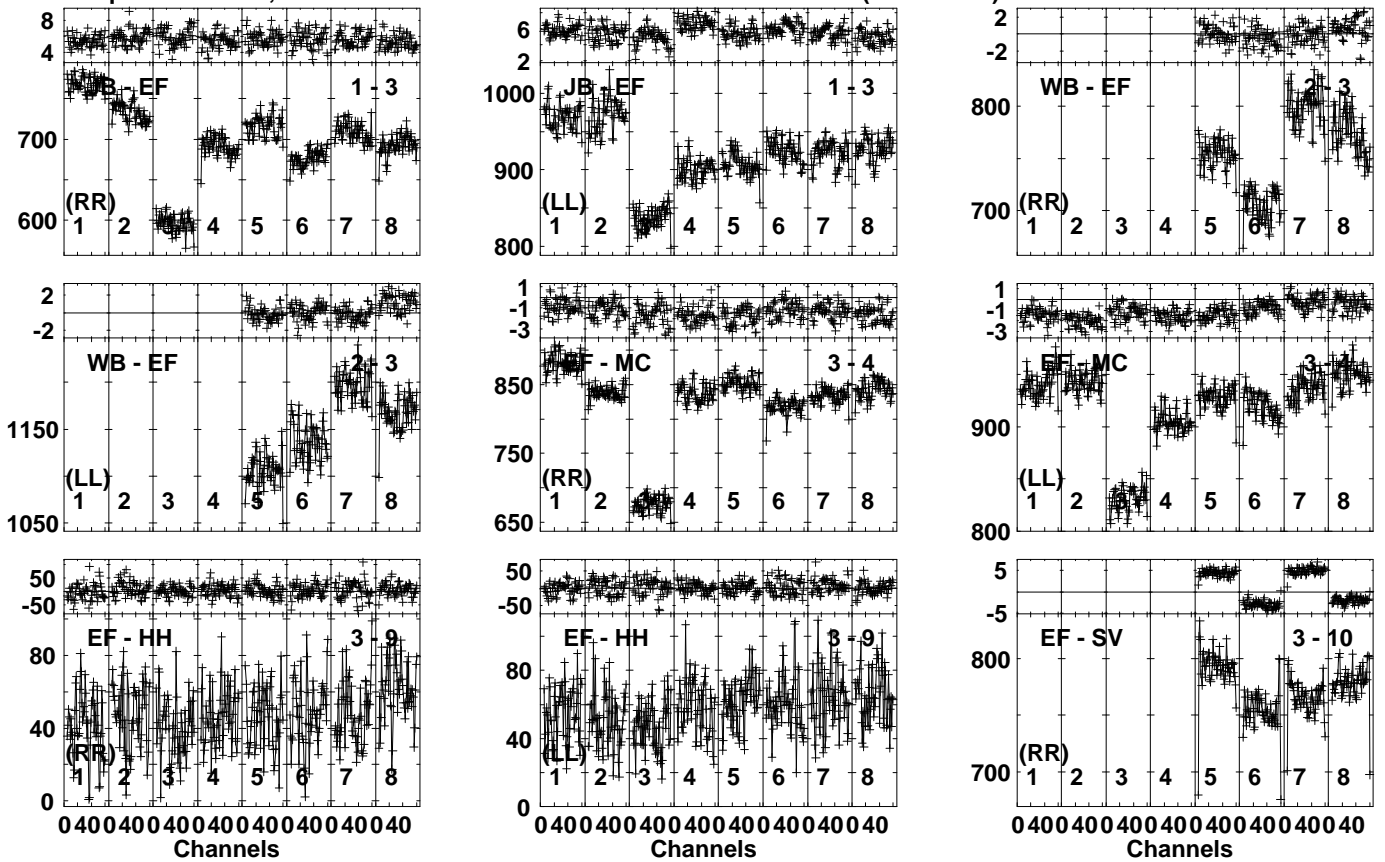 8
4
JB - EF 1 - 3
700
600
(RR)
1 2 3 4 5 6 7 8
6
2
JB - EF 1 - 3
1000
900
800
(LL)
1 2 3 4 5 6 7 8
2
-2
WB - EF 2 - 3
800
700
(RR)
1 2 3 4 5 6 7 8
2
-2
WB - EF 2 - 3
1150
1050
(LL)
1 2 3 4 5 6 7 8
1
-1
-3
EF - MC 3 - 4
850
750
650
(RR)
1 2 3 4 5 6 7 8
1
-1
-3
EF - MC 3 - 4
900
800
(LL)
1 2 3 4 5 6 7 8
50
-50
EF - HH 3 - 9
80
40
0
(RR)
1 2 3 4 5 6 7 8
0 40 0 40 0 40 0 40 0 40 0 40 0 40 0 40
Channels
50
-50
EF - HH 3 - 9
80
40
0
(LL)
1 2 3 4 5 6 7 8
0 40 0 40 0 40 0 40 0 40 0 40 0 40 0 40
Channels
5
-5
EF - SV 3 - 10
800
700
(RR)
1 2 3 4 5 6 7 8
0 40 0 40 0 40 0 40 0 40 0 40 0 40 0 40
Channels